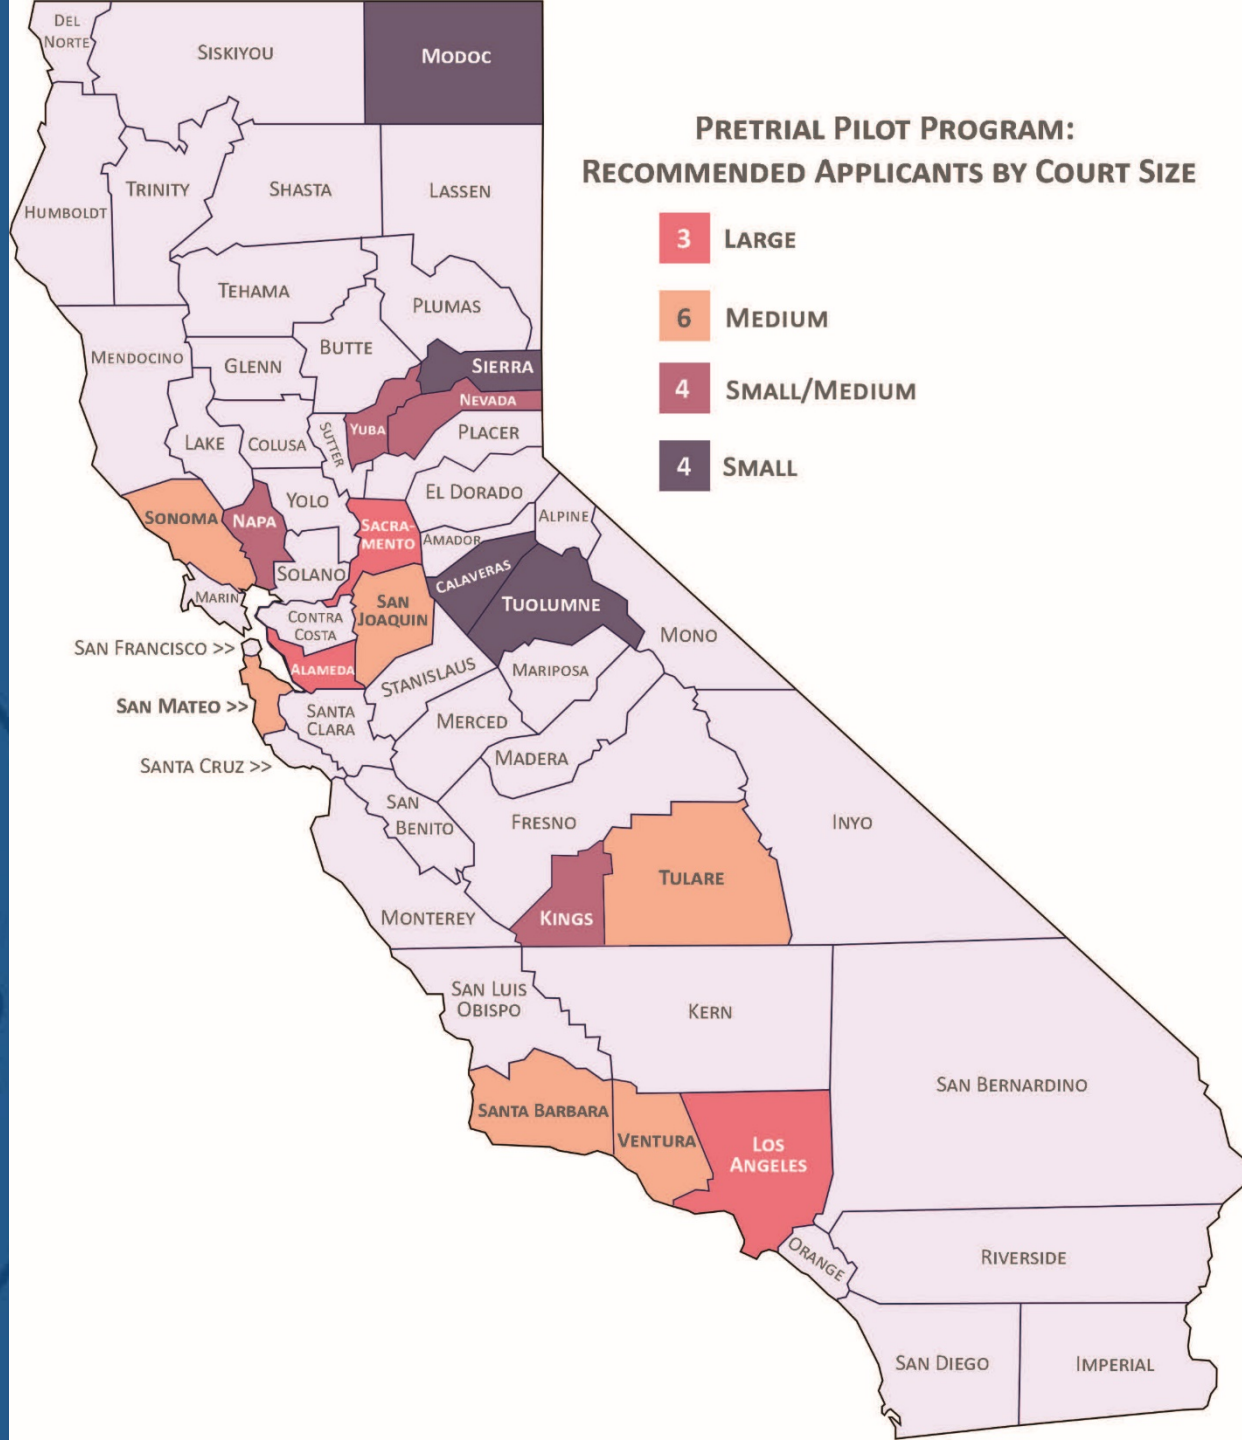 DEL
NORTE
SISKIYOU
MODOC
PRETRIAL PILOT PROGRAM:
RECOMMENDED APPLICANTS BY COURT SIZE
3 LARGE
6 MEDIUM
4 SMALL/MEDIUM
4 SMALL
HUMBOLDT
TRINITY
SHASTA
LASSEN
TEHAMA
PLUMAS
MENDOCINO
GLENN
BUTTE
SIERRA
NEVADA
YUBA
PLACER
LAKE
COLUSA
SUTTER
EL DORADO
YOLO
SONOMA
NAPA
SACRA-
MENTO
ALPINE
AMADOR
SOLANO
CALAVERAS
MARIN
SAN
JOAQUIN
TUOLUMNE
CONTRA
COSTA
MONO
SAN FRANCISCO >>
ALAMEDA
STANISLAUS
MARIPOSA
SAN MATEO >>
SANTA
CLARA
MERCED
SANTA CRUZ >>
MADERA
SAN
BENITO
FRESNO
INYO
TULARE
MONTEREY
KINGS
SAN LUIS
OBISPO
KERN
SAN BERNARDINO
SANTA BARBARA
VENTURA
LOS
ANGELES
ORANGE
RIVERSIDE
SAN DIEGO
IMPERIAL